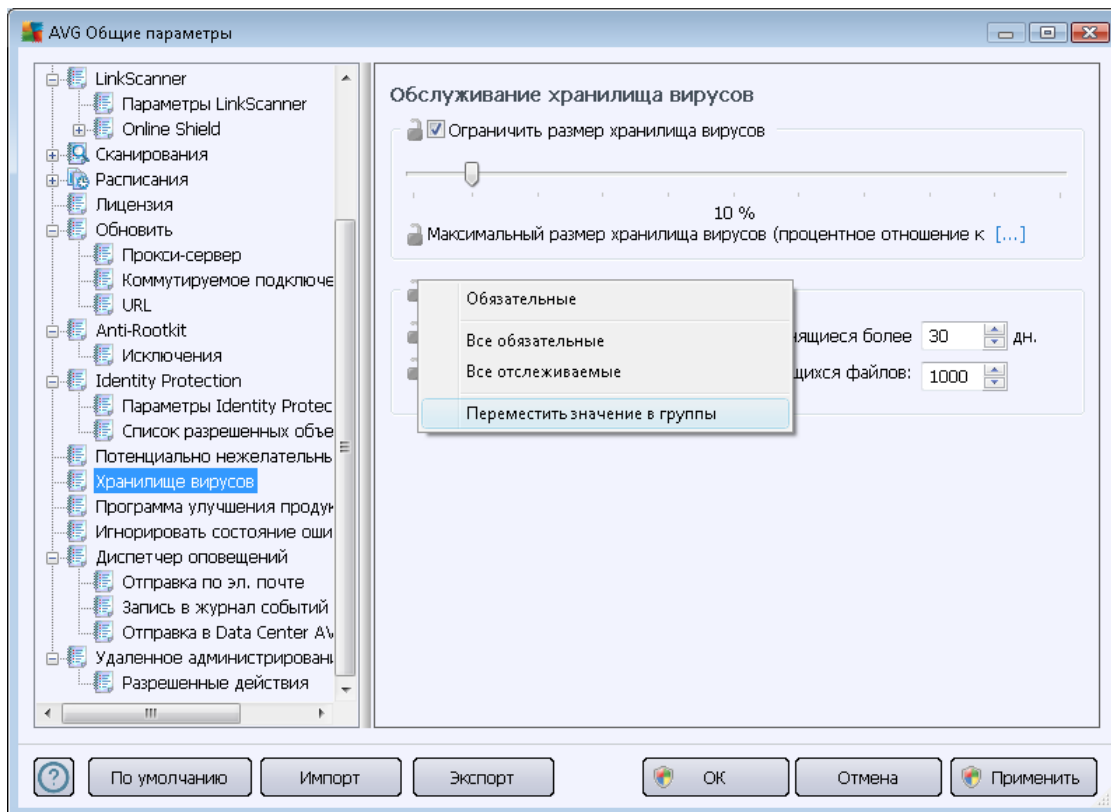 AVG Общие параметры
LinkScanner
Параметры LinkScanner
Online Shield
Сканирования
Расписания
Лицензия
Обновить
Прокси-сервер
Коммутируемое подключе
URL
Anti-Rootkit
Исключения
Identity Protection
Параметры Identity Protec
Список разрешенных объе
Потенциально нежелательнь
Хранилище вирусов
Программа улучшения продук
Игнорировать состояние оши
Диспетчер оповещений
Отправка по эл. почте
Запись в журнал событий
Отправка в Data Center AV
Удаленное администрировань
Разрешенные действия
Обслуживание хранилища вирусов
Ограничить размер хранилища вирусов
10 %
Максимальный размер хранилища вирусов (процентное отношение к [...]
Обязательные
Все обязательные
Все отслеживаемые
Переместить значение в группы
нящиеся более 30 дн.
щихся файлов: 1000
По умолчанию
Импорт
Экспорт
ОК
Отмена
Применить